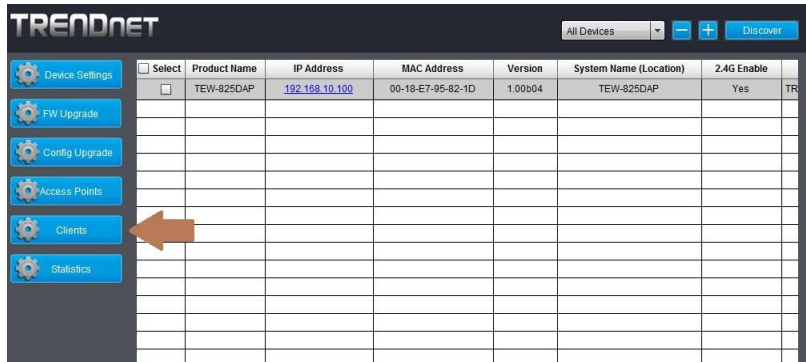 TRENDNET
All Devices
Discover
Device Settings
FW Upgrade
Config Upgrade
Access Points
Clients
Statistics
Select Product Name IP Address MAC Address Version System Name (Location) 2.4G Enable
TEW-825DAP 192.168.10.100 00-18-E7-95-82-1D 1.00b04 TEW-825DAP Yes TR